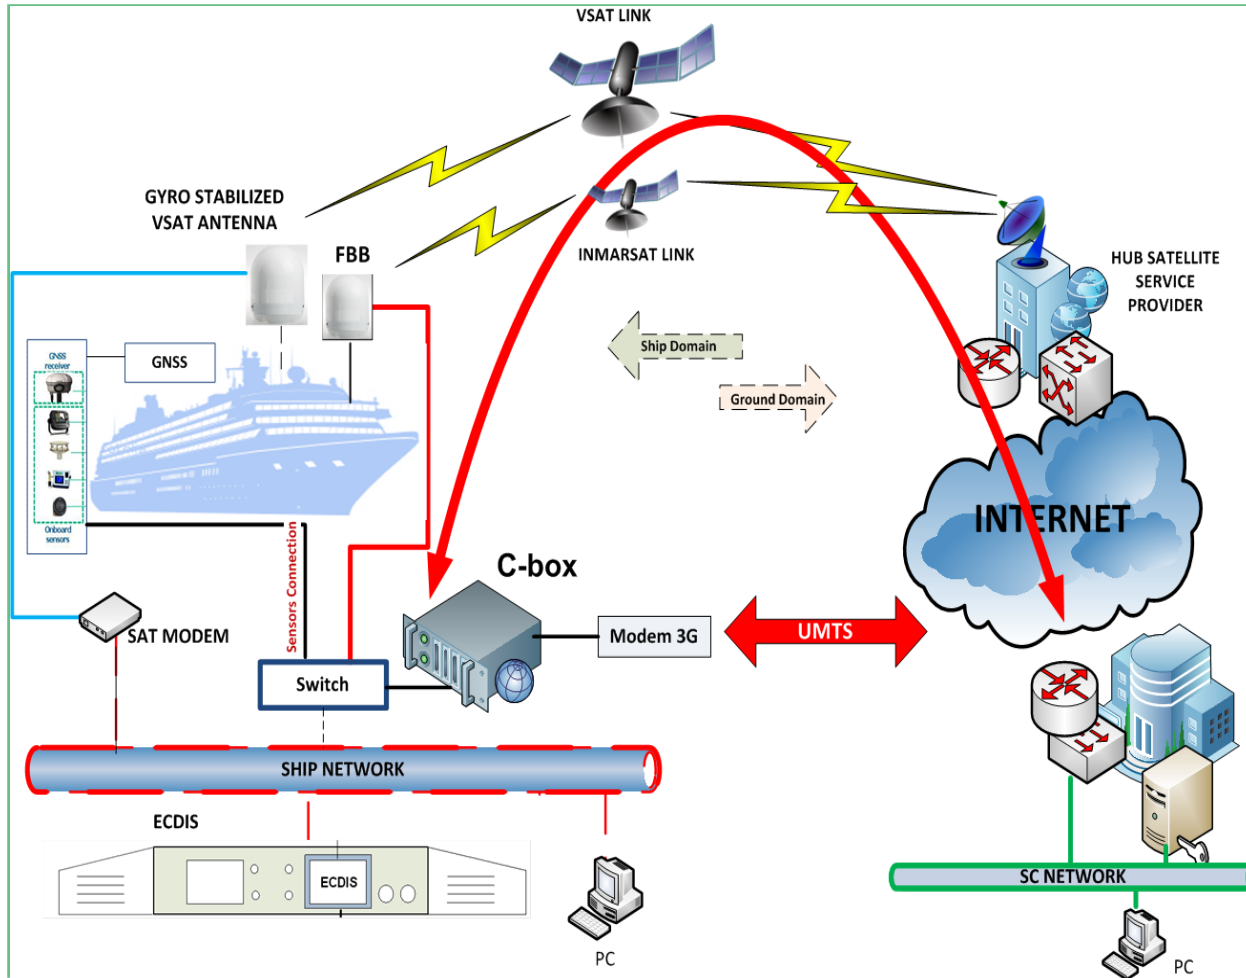 VSAT LINK
GYRO STABILIZED
VSAT ANTENNA
FBB
INMARSAT LINK
HUB SATELLITE
SERVICE
PROVIDER
GNSS
receiver
GNSS
Ship Domain
Ground Domain
Onboard
sensors
Sensors Connection
INTERNET
C-box
SAT MODEM
Modem 3G
UMTS
Switch
SHIP NETWORK
ECDIS
ECDIS
PC
SC NETWORK
PC